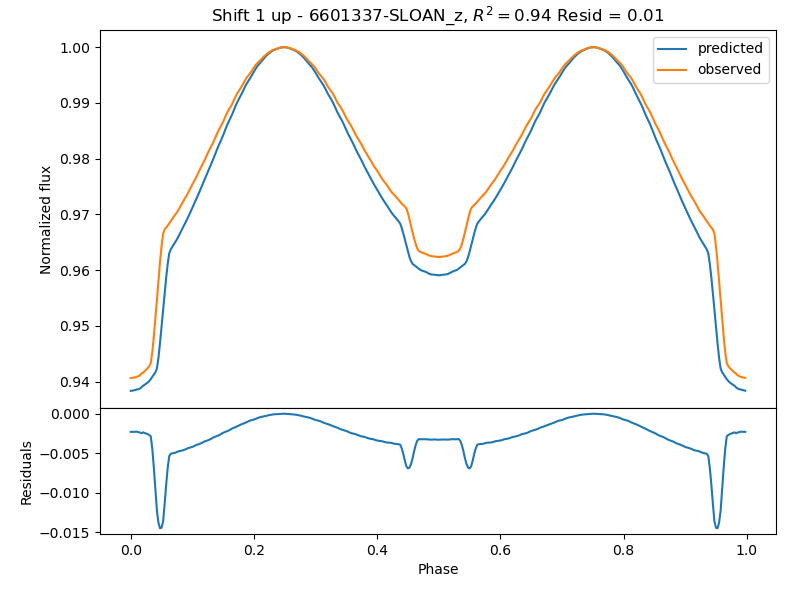 Shift 1 up - 6601337-SLOAN_z, R² = 0.94 Resid = 0.01
predicted
observed
1.00
0.99
0.98
0.97
0.96
0.95
0.94
Normalized flux
0.000
−0.005
−0.010
−0.015
Residuals
0.0 0.2 0.4 0.6 0.8 1.0
Phase